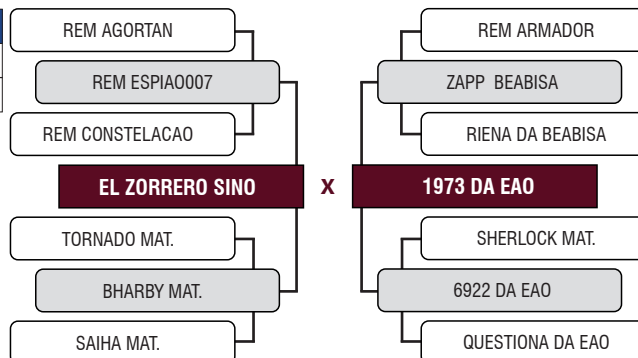 REM AGORTAN
REM ESPIAO007
REM CONSTELACAO
EL ZORRERO SINO
TORNADO MAT.
BHARBY MAT.
SAIHA MAT.
X
REM ARMADOR
ZAPP BEABISA
RIENA DA BEABISA
1973 DA EAO
SHERLOCK MAT.
6922 DA EAO
QUESTIONA DA EAO